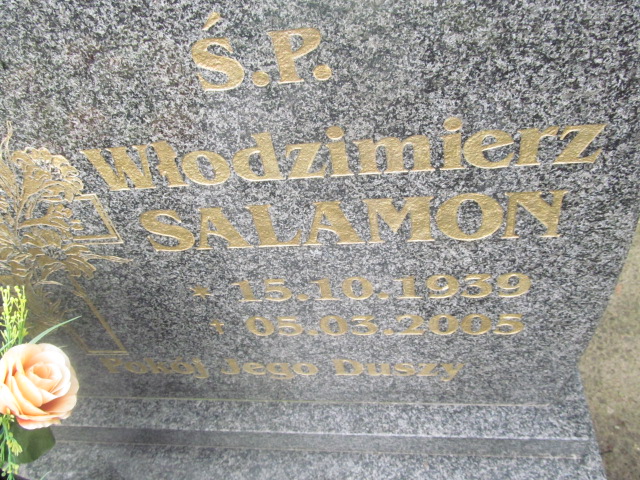 Ś.P.
Włodzimierz
SALAMON
* 15.10.1939
† 05.03.2005
Pokój Jego Duszy